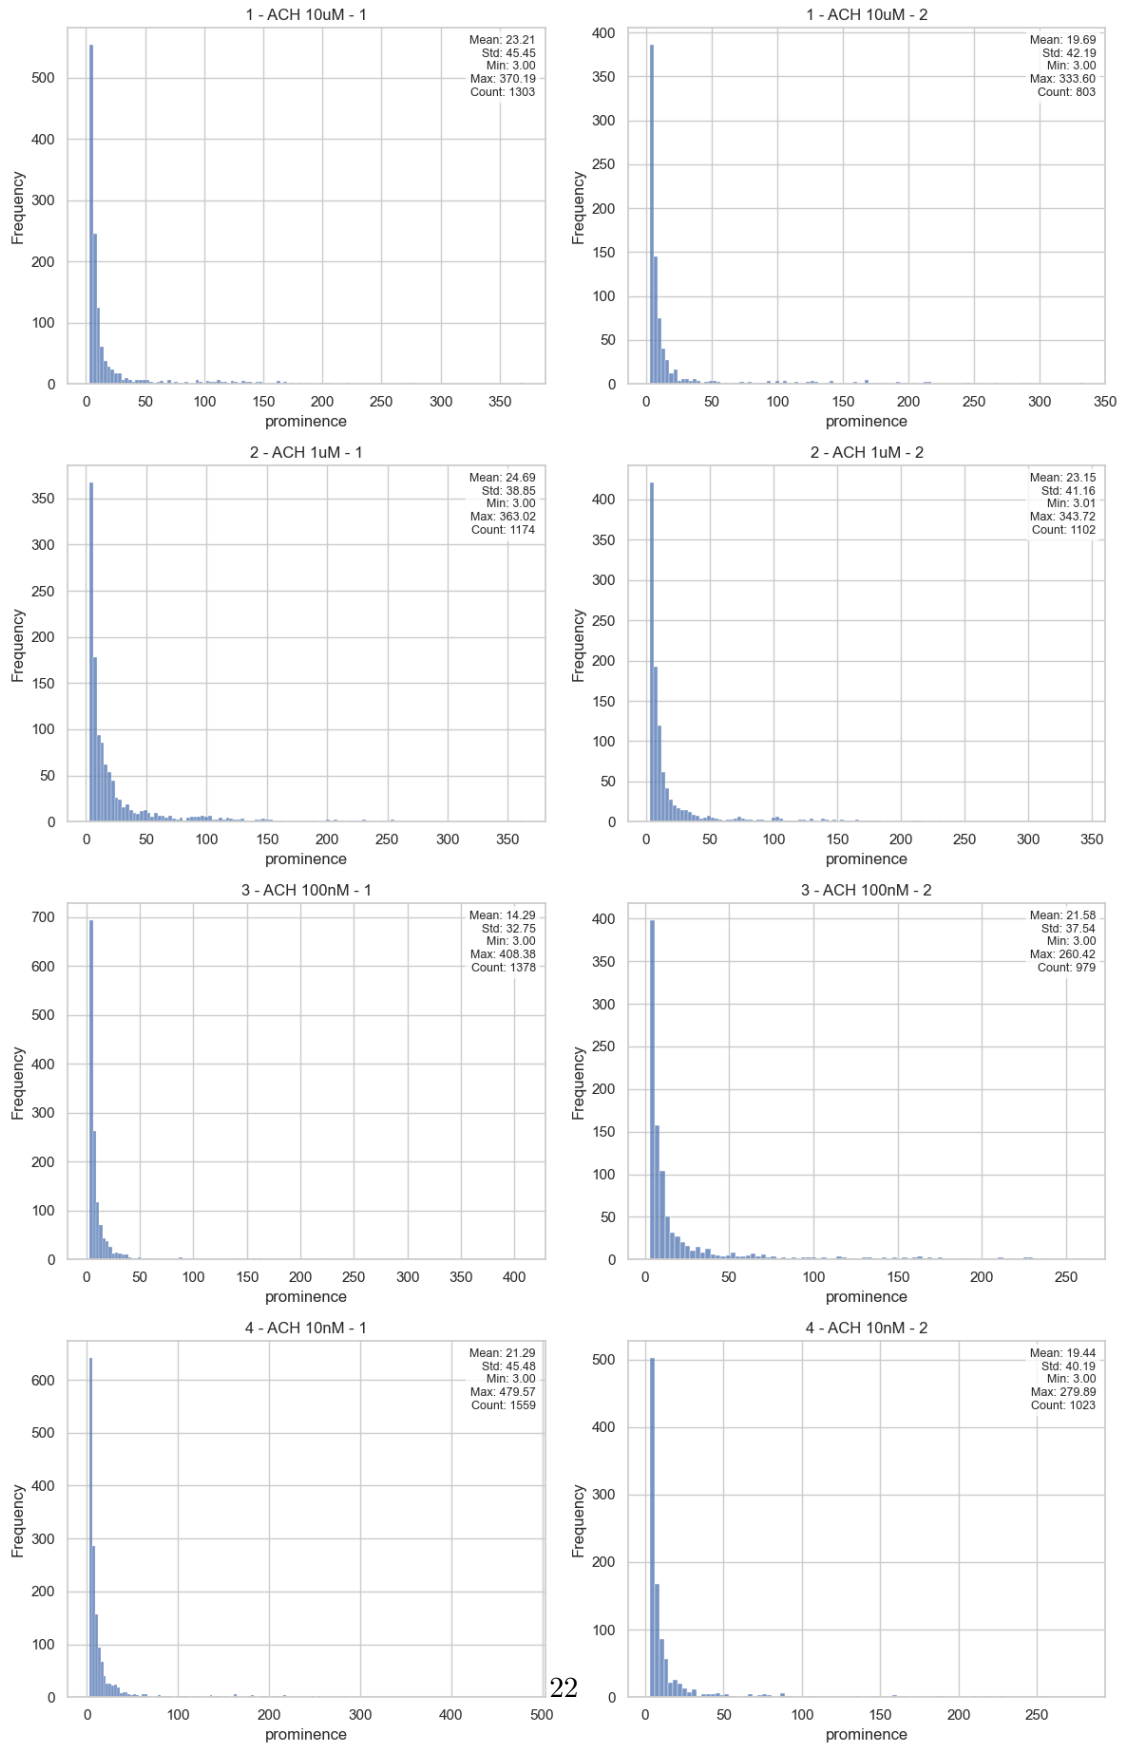 1 - ACH 10uM - 1
Mean: 23.21
Std: 45.45
Min: 3.00
Max: 370.19
Count: 1303
Frequency
500
400
300
200
100
0
0 50 100 150 200 250 300 350
prominence
1 - ACH 10uM - 2
Mean: 19.69
Std: 42.19
Min: 3.00
Max: 333.60
Count: 803
Frequency
400
350
300
250
200
150
100
50
0
0 50 100 150 200 250 300 350
prominence
2 - ACH 1uM - 1
Mean: 24.69
Std: 38.85
Min: 3.00
Max: 363.02
Count: 1174
Frequency
350
300
250
200
150
100
50
0
0 50 100 150 200 250 300 350
prominence
2 - ACH 1uM - 2
Mean: 23.15
Std: 41.16
Min: 3.01
Max: 343.72
Count: 1102
Frequency
400
350
300
250
200
150
100
50
0
0 50 100 150 200 250 300 350
prominence
3 - ACH 100nM - 1
Mean: 14.29
Std: 32.75
Min: 3.00
Max: 408.38
Count: 1378
Frequency
700
600
500
400
300
200
100
0
0 50 100 150 200 250 300 350 400
prominence
3 - ACH 100nM - 2
Mean: 21.58
Std: 37.54
Min: 3.00
Max: 260.42
Count: 979
Frequency
400
350
300
250
200
150
100
50
0
0 50 100 150 200 250
prominence
4 - ACH 10nM - 1
Mean: 21.29
Std: 45.48
Min: 3.00
Max: 479.57
Count: 1559
Frequency
600
500
400
300
200
100
0
0 100 200 300 400 500
prominence
4 - ACH 10nM - 2
Mean: 19.44
Std: 40.19
Min: 3.00
Max: 279.89
Count: 1023
Frequency
500
400
300
200
100
0
0 50 100 150 200 250
prominence
22